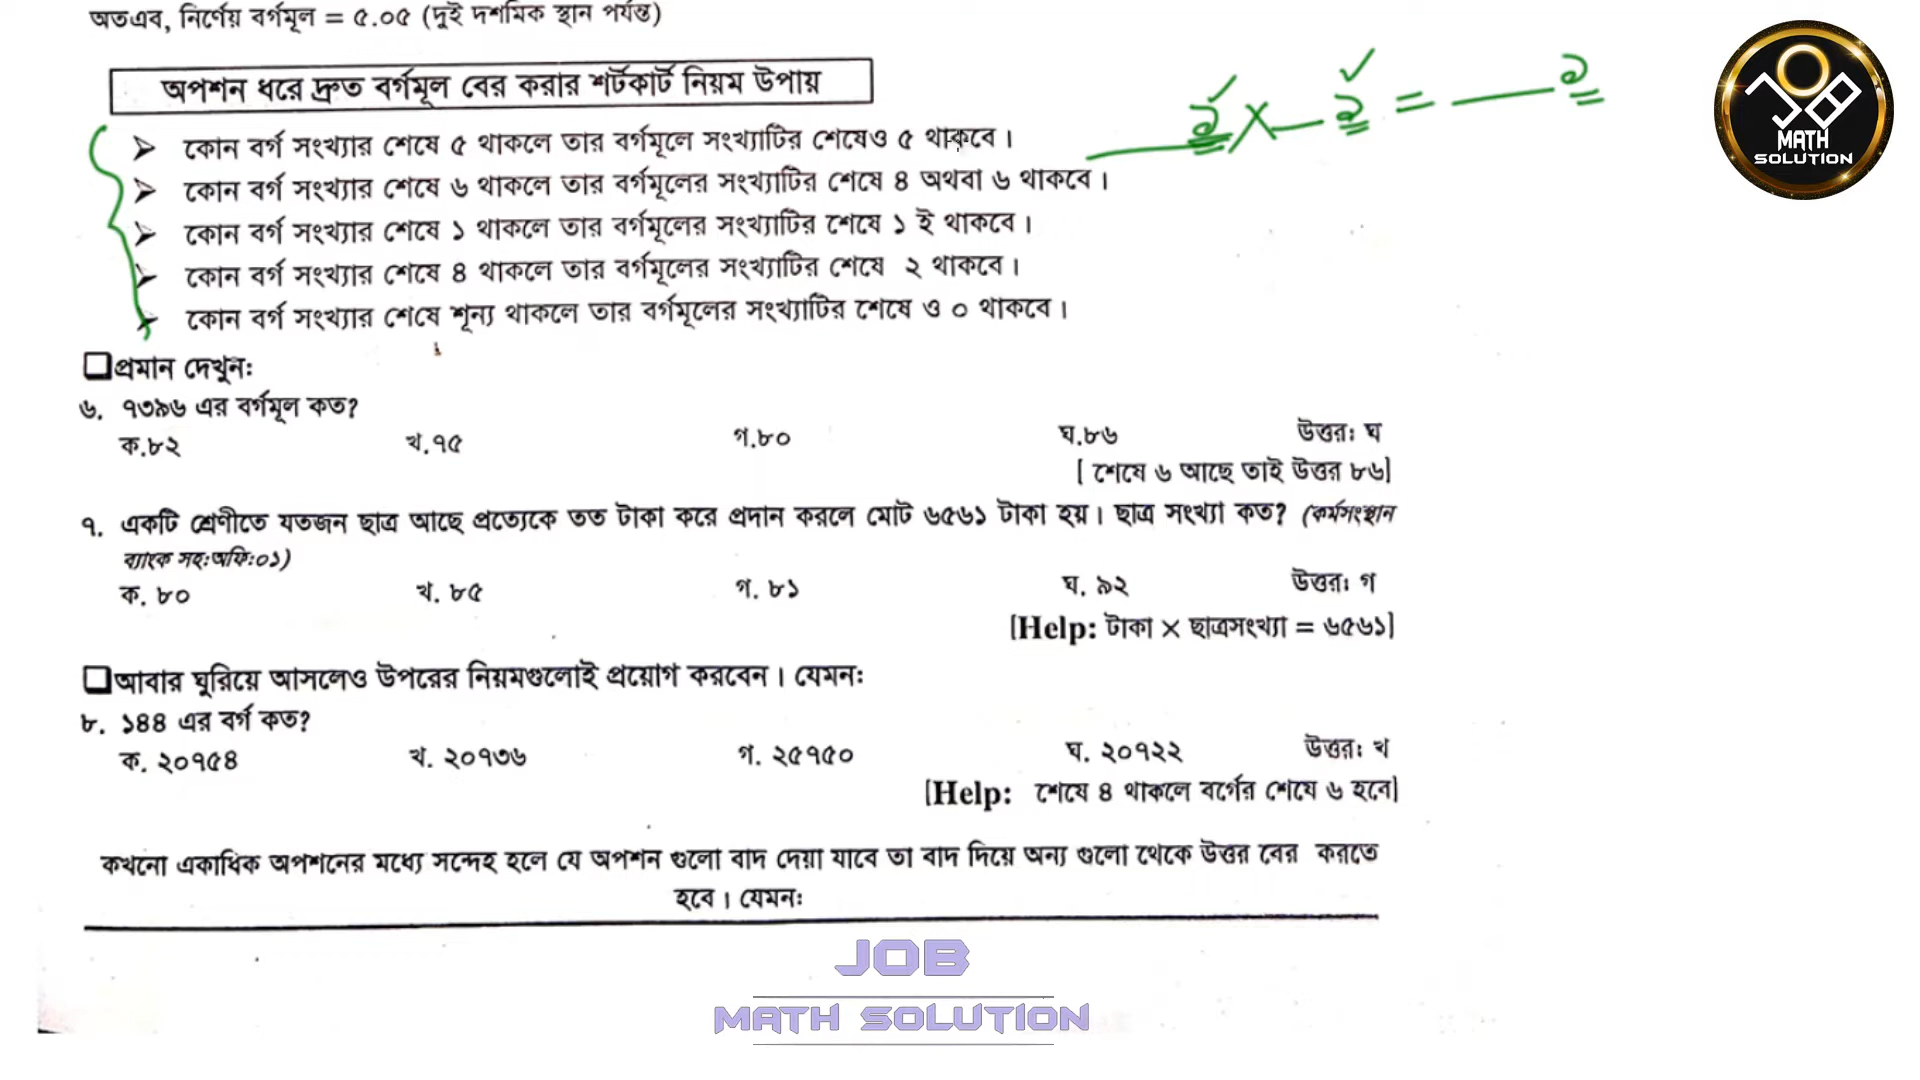 অতএব, নির্ণেয় বর্গমূল = ৫.০৫ (দুই দশমিক স্থান পর্যন্ত)
অপশন ধরে দ্রুত বর্গমূল বের করার শর্টকার্ট নিয়ম উপায়
➢ কোন বর্গ সংখ্যার শেষে ৫ থাকলে তার বর্গমূলে সংখ্যাটির শেষেও ৫ থাকবে।
➢ কোন বর্গ সংখ্যার শেষে ৬ থাকলে তার বর্গমূলের সংখ্যাটির শেষে ৪ অথবা ৬ থাকবে।
➢ কোন বর্গ সংখ্যার শেষে ১ থাকলে তার বর্গমূলের সংখ্যাটির শেষে ১ ই থাকবে।
➢ কোন বর্গ সংখ্যার শেষে ৪ থাকলে তার বর্গমূলের সংখ্যাটির শেষে ২ থাকবে।
➢ কোন বর্গ সংখ্যার শেষে শূন্য থাকলে তার বর্গমূলের সংখ্যাটির শেষে ও ০ থাকবে।
MATH
SOLUTION
❑প্রমান দেখুনঃ
৬. ৭৩৯৬ এর বর্গমূল কত?
ক.৮২ খ.৭৫ গ.৮০ ঘ.৮৬ উত্তরঃ ঘ
[ শেষে ৬ আছে তাই উত্তর ৮৬]
৭. একটি শ্রেণীতে যতজন ছাত্র আছে প্রত্যেকে তত টাকা করে প্রদান করলে মোট ৬৫৬১ টাকা হয়। ছাত্র সংখ্যা কত? (কর্মসংস্থান
ব্যাংক সহ:অফি:০১)
ক. ৮০ খ. ৮৫ গ. ৮১ ঘ. ৯২ উত্তরঃ গ
[Help: টাকা × ছাত্রসংখ্যা = ৬৫৬১]
❑আবার ঘুরিয়ে আসলেও উপরের নিয়মগুলোই প্রয়োগ করবেন। যেমনঃ
৮. ১৪৪ এর বর্গ কত?
ক. ২০৭৫৪ খ. ২০৭৩৬ গ. ২৫৭৫০ ঘ. ২০৭২২ উত্তরঃ খ
[Help: শেষে ৪ থাকলে বর্গের শেষে ৬ হবে]
কখনো একাধিক অপশনের মধ্যে সন্দেহ হলে যে অপশন গুলো বাদ দেয়া যাবে তা বাদ দিয়ে অন্য গুলো থেকে উত্তর বের করতে
হবে। যেমনঃ
JOB
MATH SOLUTION